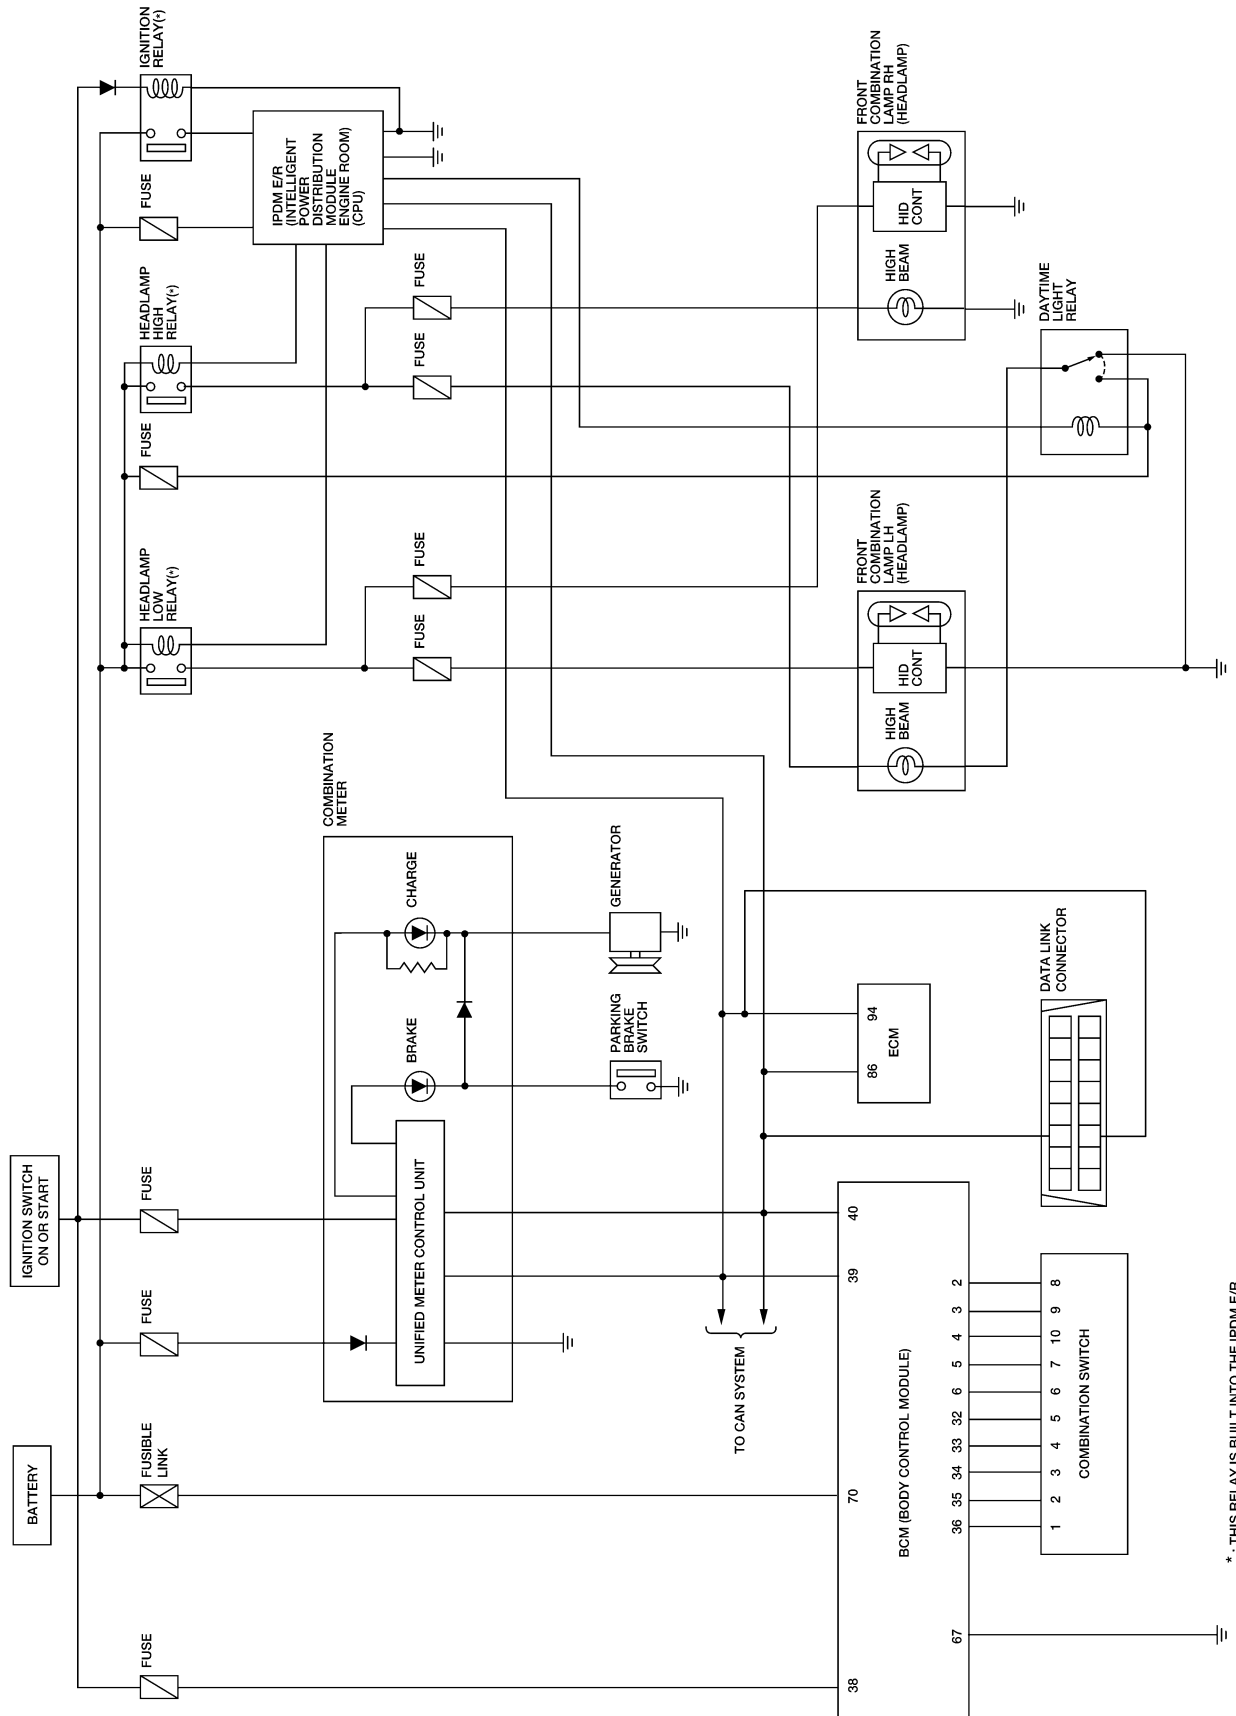 IGNITION SWITCH
ON OR START
BATTERY
FUSE
FUSIBLE
LINK
FUSE
FUSE
HEADLAMP
LOW
RELAY(*)
FUSE
HEADLAMP
HIGH
RELAY(*)
FUSE
IGNITION
RELAY(*)
IPDM E/R
(INTELLIGENT
POWER
DISTRIBUTION
MODULE
ENGINE ROOM)
(CPU)
COMBINATION
METER
UNIFIED METER CONTROL UNIT
BRAKE
CHARGE
FUSE
FUSE
FUSE
FUSE
PARKING
BRAKE
SWITCH
GENERATOR
TO CAN SYSTEM
38
70
39
40
BCM (BODY CONTROL MODULE)
67
36
35
34
33
32
6
5
4
3
2
86
94
ECM
FRONT
COMBINATION
LAMP LH
(HEADLAMP)
HIGH
BEAM
HID
CONT
FRONT
COMBINATION
LAMP RH
(HEADLAMP)
HIGH
BEAM
HID
CONT
1
2
3
4
5
6
7
10
9
8
COMBINATION SWITCH
DATA LINK
CONNECTOR
DAYTIME
LIGHT
RELAY
* : THIS RELAY IS BUILT INTO THE IPDM E/R